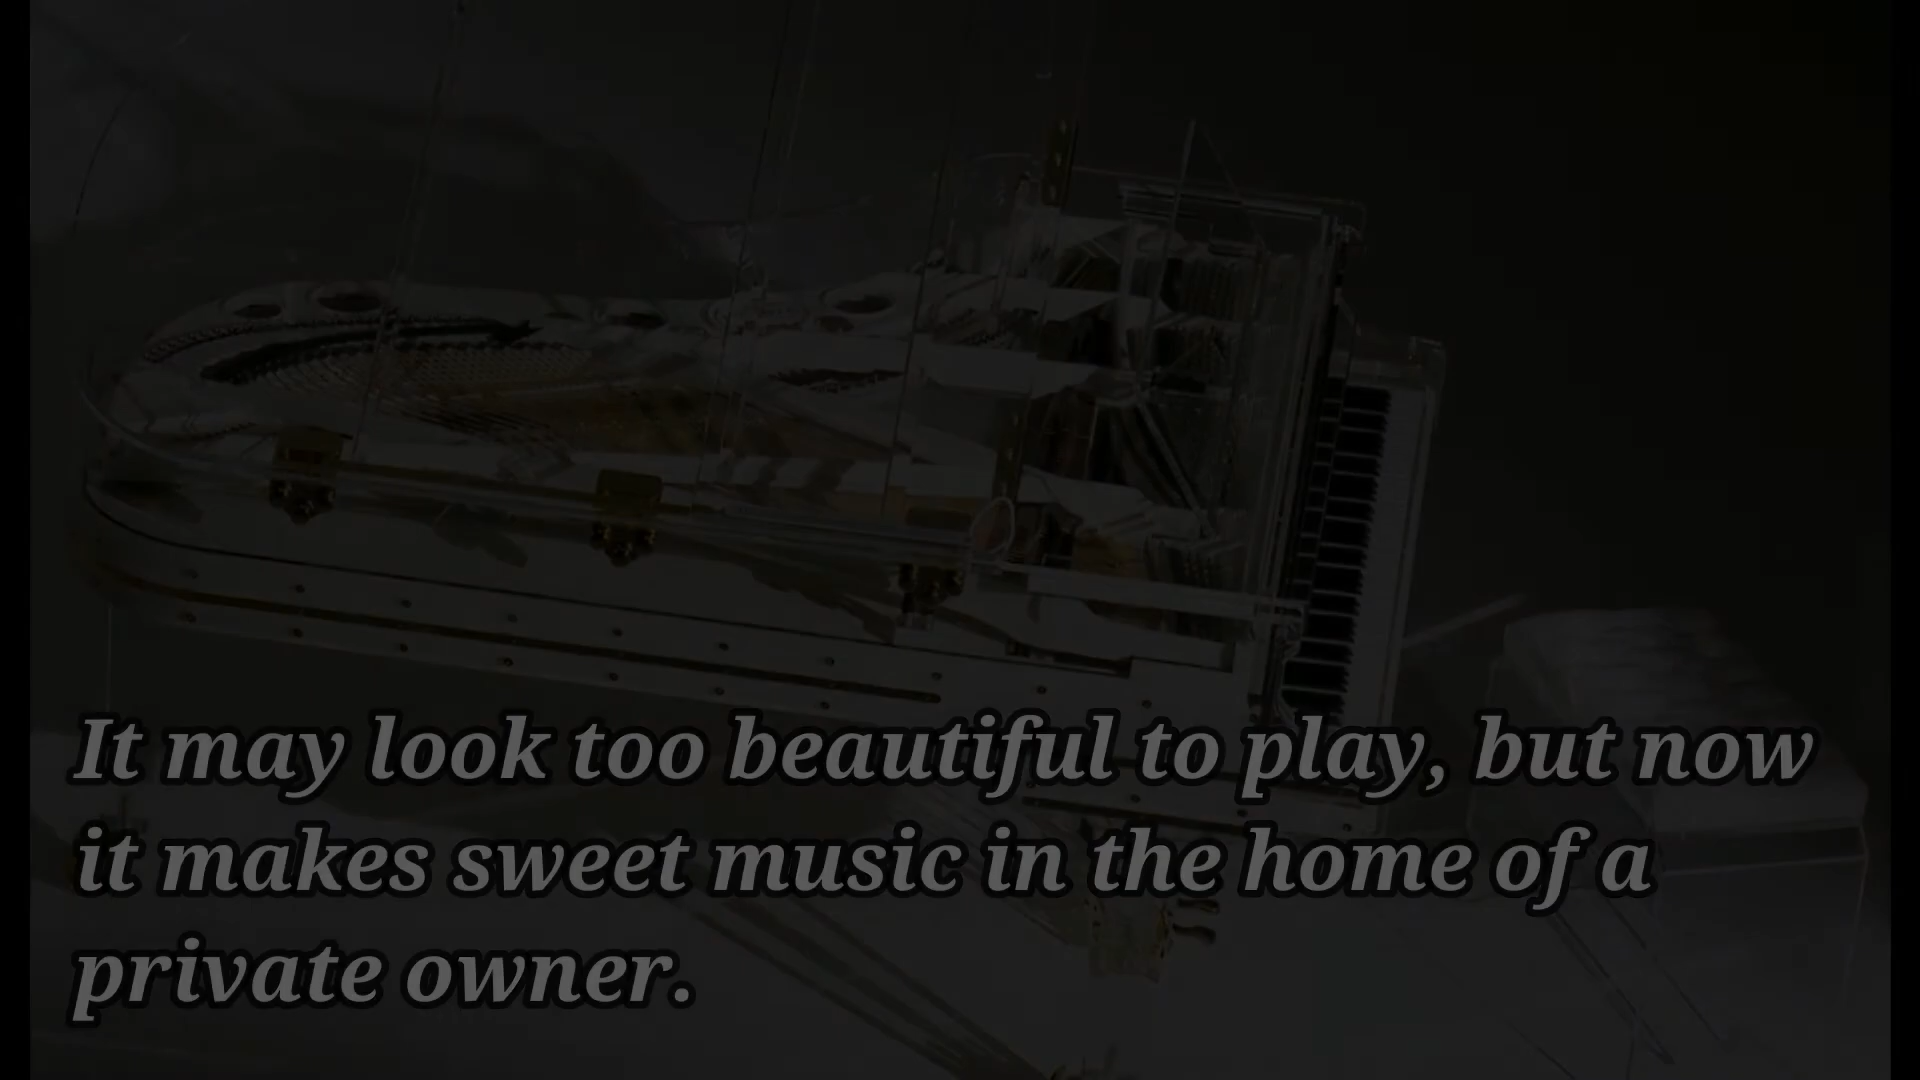 It may look too beautiful to play, but now
it makes sweet music in the home of a
private owner.